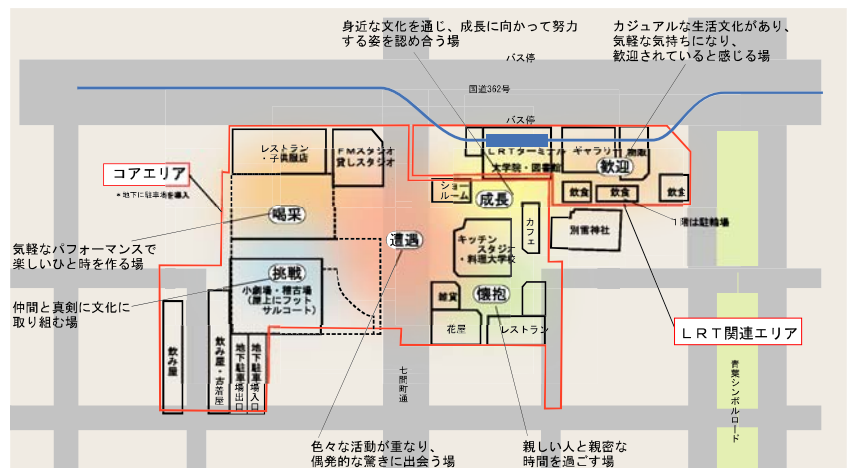 身近な文化を通じ、成長に向かって努力
する姿を認め合う場
カジュアルな生活文化があり、
気軽な気持ちになり、
歓迎されていると感じる場
バス停
国道362号
バス停
レストラン
・子供服店
FMスタジオ
貸しスタジオ
LRTターミナル
大学院・図書館
ギャラリー
歓迎
コアエリア
*地下に駐車場を導入
ショー
ルーム
成長
飲食
飲食
飲食
喝采
カフェ
1階は駐輪場
別雷神社
遭遇
キッチン
スタジオ・
料理大学校
気軽なパフォーマンスで
楽しいひと時を作る場
挑戦
小劇場・稽古場
(屋上にフット
サルコート)
懐抱
雑貨
仲間と真剣に文化に
取り組む場
花屋
レストラン
LRT関連エリア
飲み屋
飲み屋・古着屋
地下駐車場出口
地下駐車場入口
七間町通
青葉シンボルロード
色々な活動が重なり、
偶発的な驚きに出会う場
親しい人と親密な
時間を過ごす場